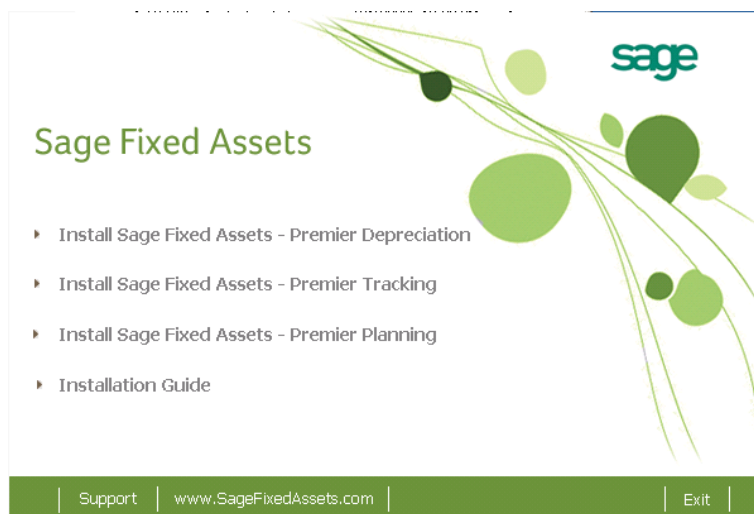 sage
Sage Fixed Assets
Install Sage Fixed Assets - Premier Depreciation
Install Sage Fixed Assets - Premier Tracking
Install Sage Fixed Assets - Premier Planning
Installation Guide
Support www.SageFixedAssets.com Exit